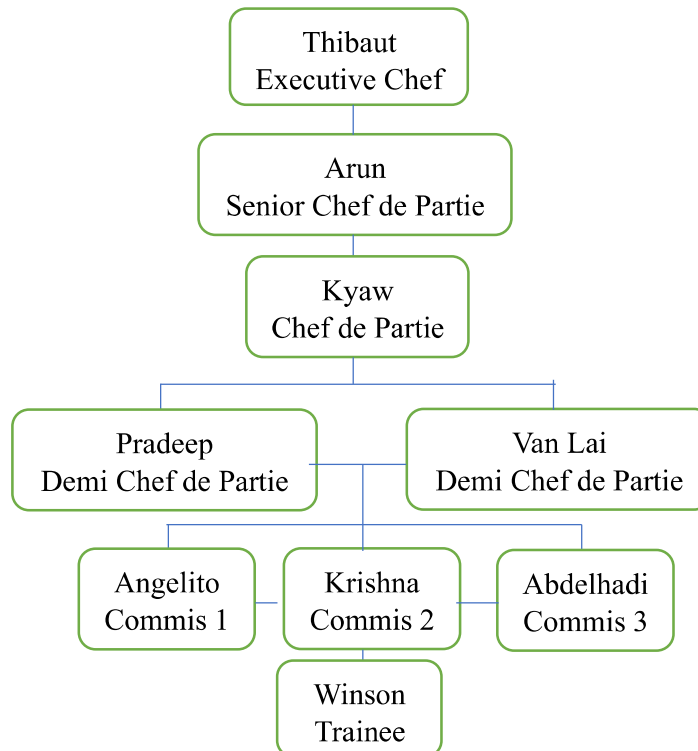 Thibaut
Executive Chef
Arun
Senior Chef de Partie
Kyaw
Chef de Partie
Pradeep
Demi Chef de Partie
Van Lai
Demi Chef de Partie
Angelito
Commis 1
Krishna
Commis 2
Abdelhadi
Commis 3
Winson
Trainee